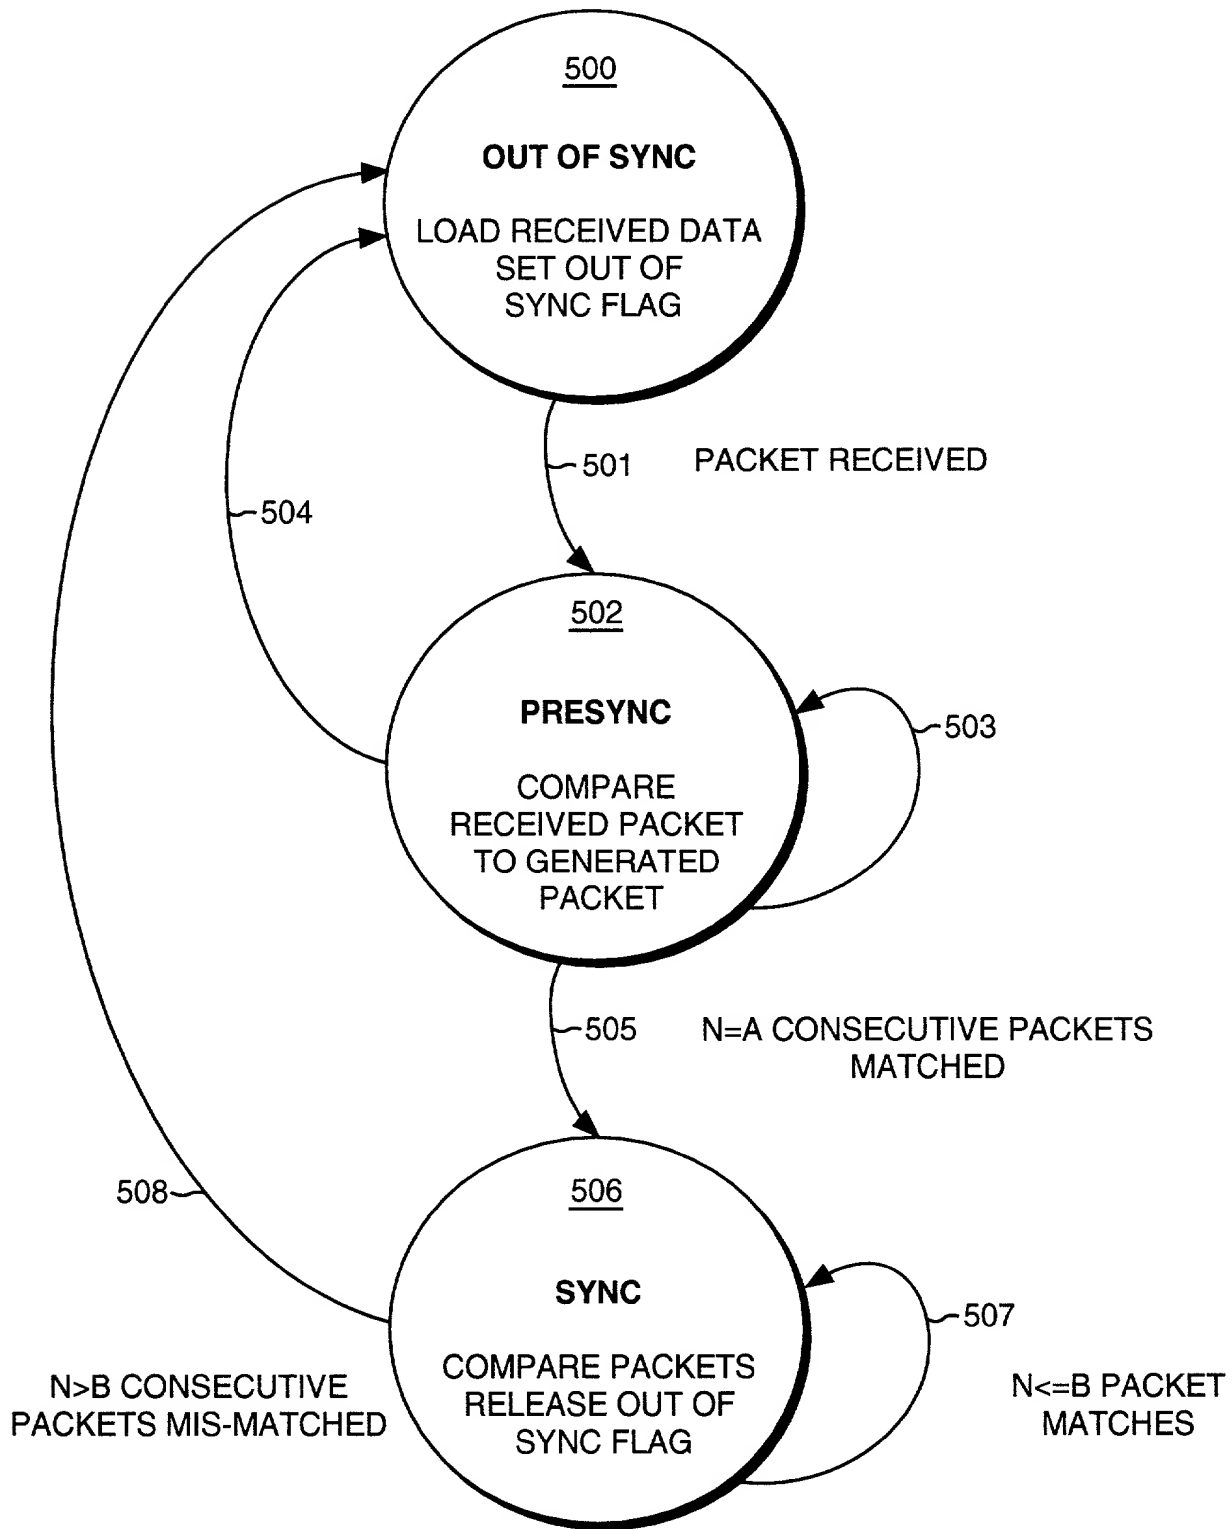 500
OUT OF SYNC
LOAD RECEIVED DATA
SET OUT OF
SYNC FLAG
501
PACKET RECEIVED
504
502
PRESYNC
503
COMPARE
RECEIVED PACKET
TO GENERATED
PACKET
505
N=A CONSECUTIVE PACKETS
MATCHED
508
506
SYNC
507
COMPARE PACKETS
RELEASE OUT OF
SYNC FLAG
N>B CONSECUTIVE
PACKETS MIS-MATCHED
N<=B PACKET
MATCHES